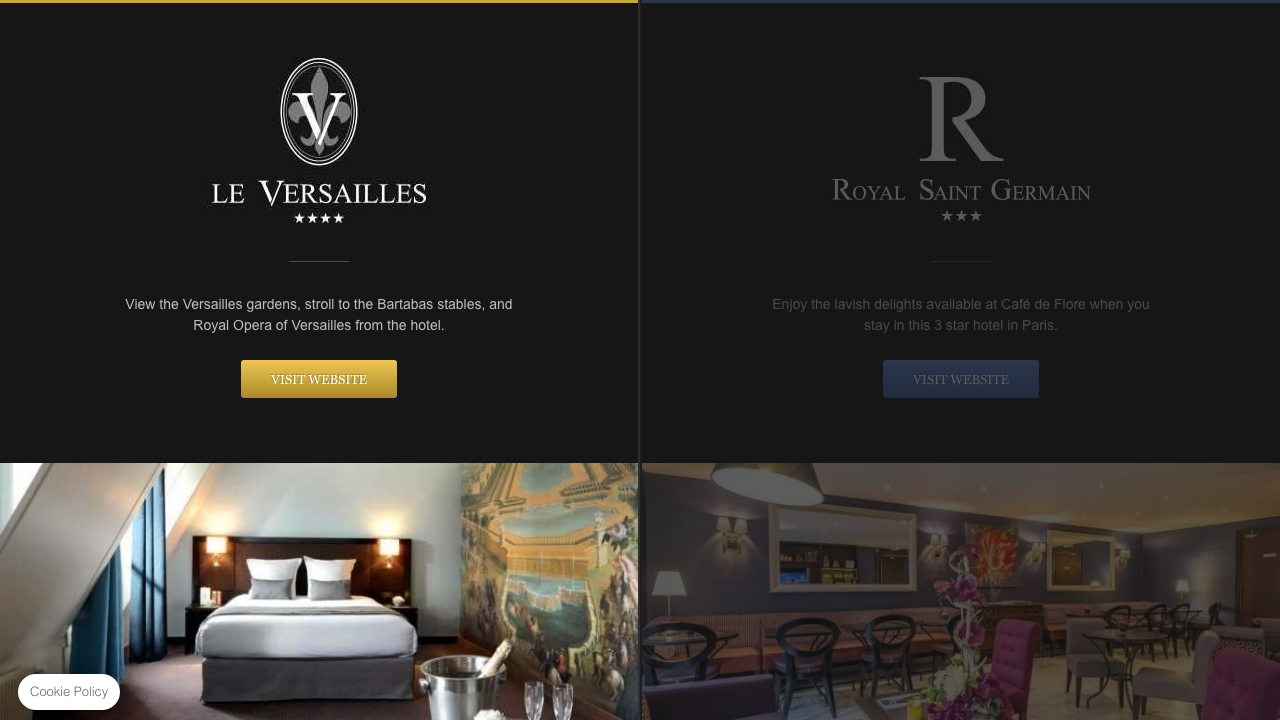 V
LE VERSAILLES
★★★★
View the Versailles gardens, stroll to the Bartabas stables, and
Royal Opera of Versailles from the hotel.
VISIT WEBSITE
R
ROYAL SAINT GERMAIN
★★★
Enjoy the lavish delights available at Café de Flore when you
stay in this 3 star hotel in Paris.
VISIT WEBSITE
Cookie Policy